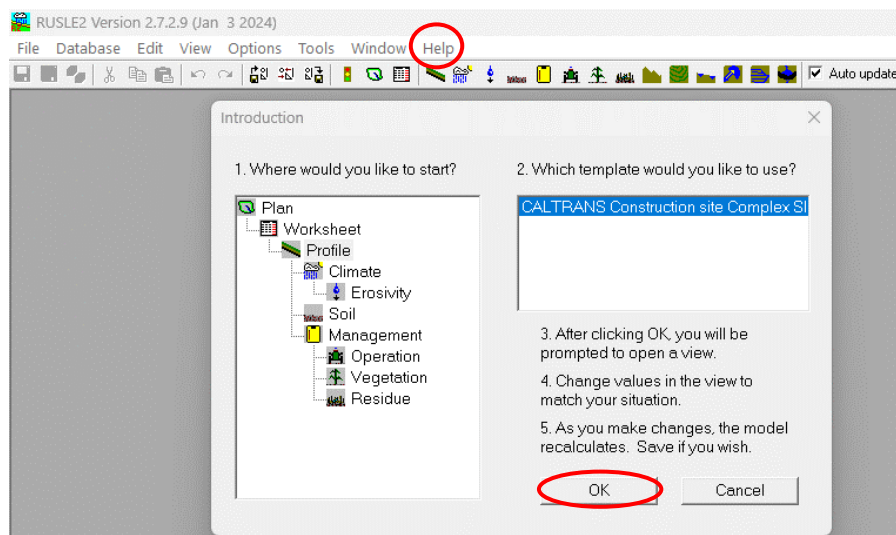 RUSLE2 Version 2.7.2.9 (Jan 3 2024)
File Database Edit View Options Tools Window Help
Auto update
Introduction
1. Where would you like to start?
Plan
Worksheet
Profile
Climate
Erosivity
Soil
Management
Operation
Vegetation
Residue
2. Which template would you like to use?
CALTRANS Construction site Complex Sl
3. After clicking OK, you will be
prompted to open a view.
4. Change values in the view to
match your situation.
5. As you make changes, the model
recalculates. Save if you wish.
OK Cancel